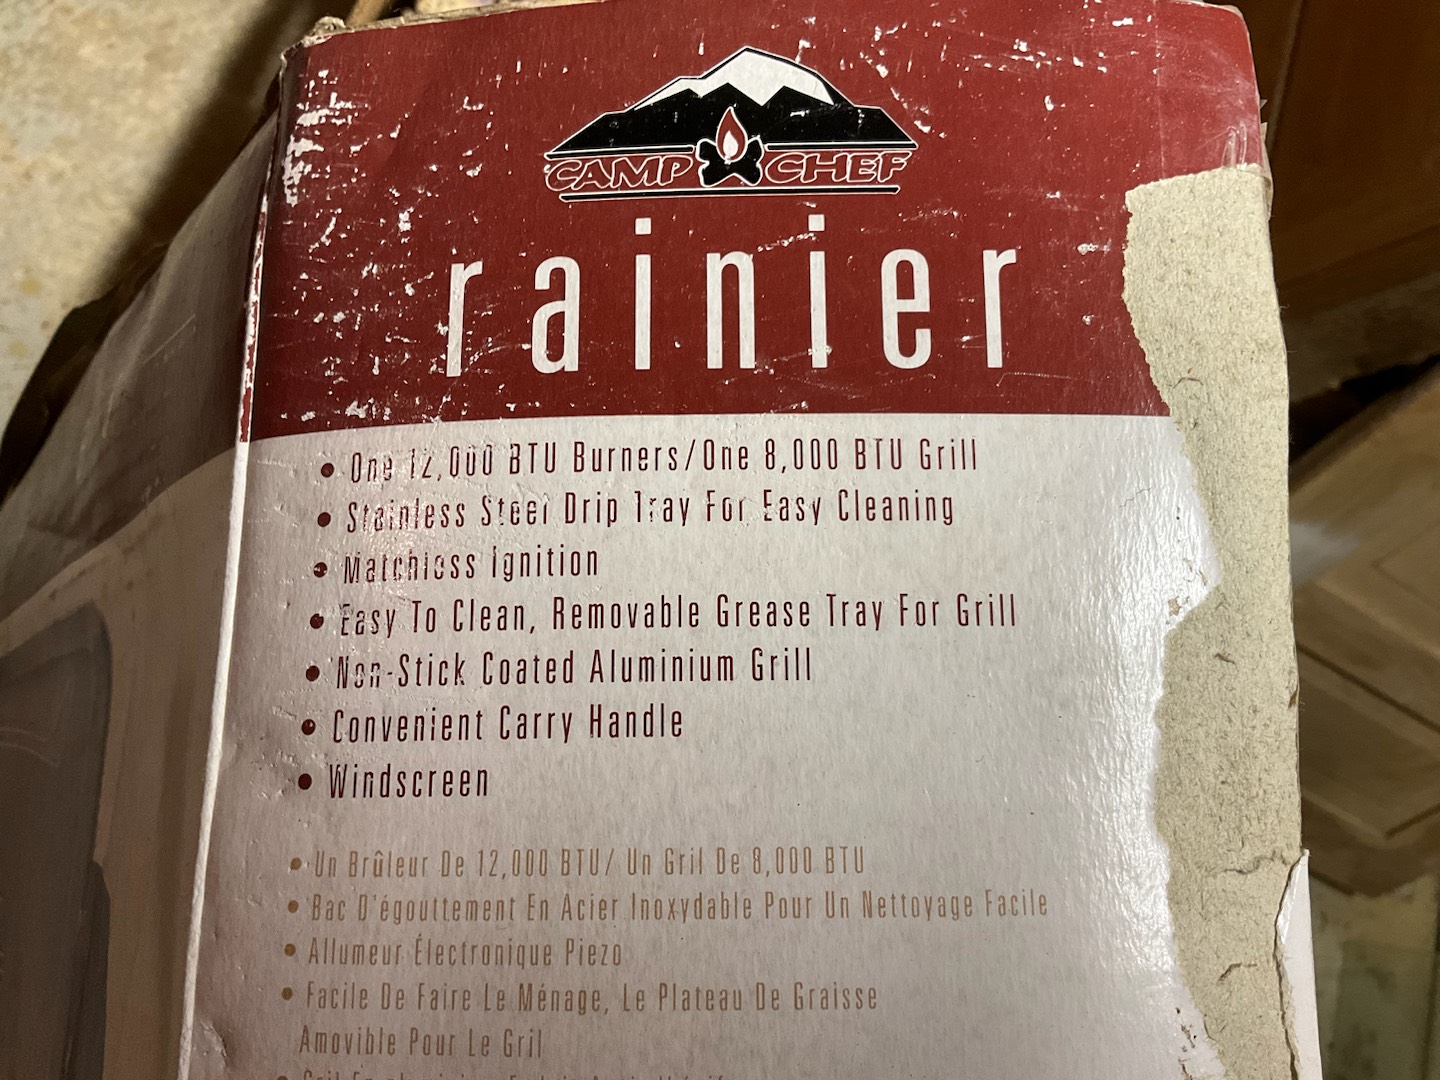 CAMP CHEF
rainier
• One 12,000 BTU Burners/One 8,000 BTU Grill
• Stainless Steel Drip Tray For Easy Cleaning
• Matchless Ignition
• Easy To Clean, Removable Grease Tray For Grill
• Non-Stick Coated Aluminium Grill
• Convenient Carry Handle
• Windscreen
• Un Brûleur De 12,000 BTU/ Un Gril De 8,000 BTU
• Bac D'égouttement En Acier Inoxydable Pour Un Nettoyage Facile
• Allumeur Électronique Piezo
• Facile De Faire Le Ménage, Le Plateau De Graisse
Amovible Pour Le Gril